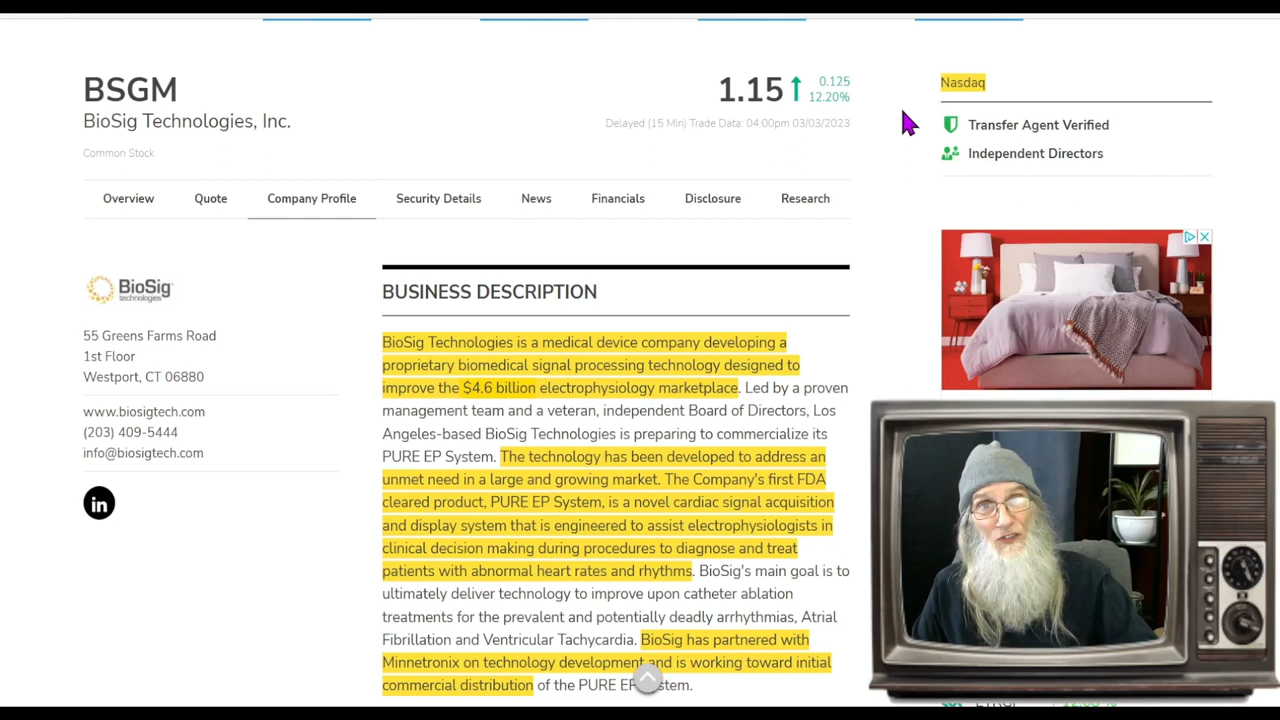 BSGM
BioSig Technologies, Inc.
Common Stock
1.15
0.125
12.20%
Delayed (15 Min) Trade Data: 04:00pm 03/03/2023
Nasdaq
Transfer Agent Verified
Independent Directors
Overview
Quote
Company Profile
Security Details
News
Financials
Disclosure
Research
BioSig
technologies
55 Greens Farms Road
1st Floor
Westport, CT 06880
www.biosigtech.com
(203) 409-5444
info@biosigtech.com
in
BUSINESS DESCRIPTION
BioSig Technologies is a medical device company developing a
proprietary biomedical signal processing technology designed to
improve the $4.6 billion electrophysiology marketplace. Led by a proven
management team and a veteran, independent Board of Directors, Los
Angeles-based BioSig Technologies is preparing to commercialize its
PURE EP System. The technology has been developed to address an
unmet need in a large and growing market. The Company's first FDA
cleared product, PURE EP System, is a novel cardiac signal acquisition
and display system that is engineered to assist electrophysiologists in
clinical decision making during procedures to diagnose and treat
patients with abnormal heart rates and rhythms. BioSig's main goal is to
ultimately deliver technology to improve upon catheter ablation
treatments for the prevalent and potentially deadly arrhythmias, Atrial
Fibrillation and Ventricular Tachycardia. BioSig has partnered with
Minnetronix on technology development and is working toward initial
commercial distribution of the PURE EP System.